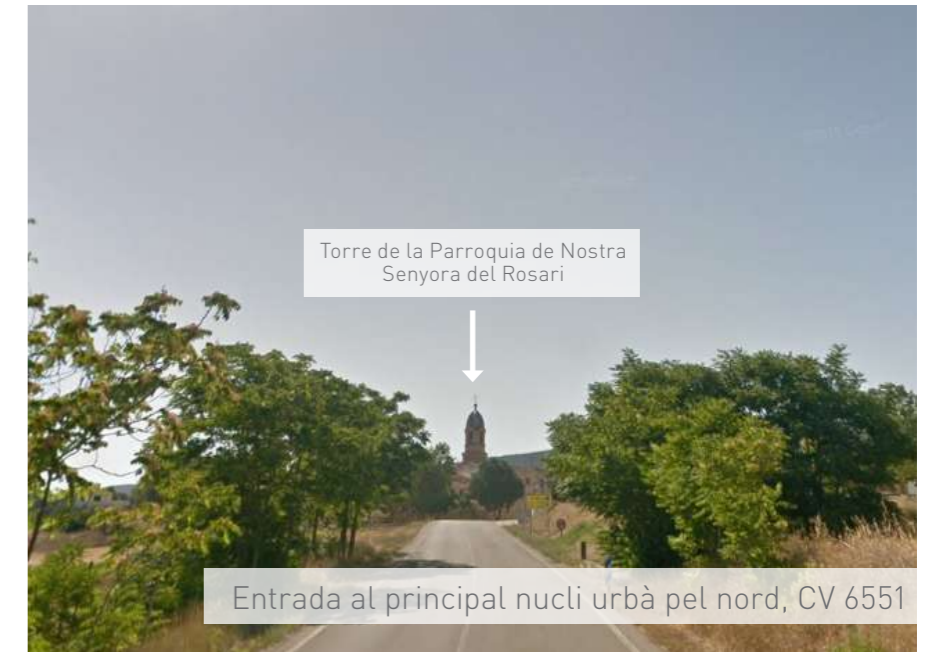 Torre de la Parroquia de Nostra
Senyora del Rosari
Entrada al principal nucli urbà pel nord, CV 6551